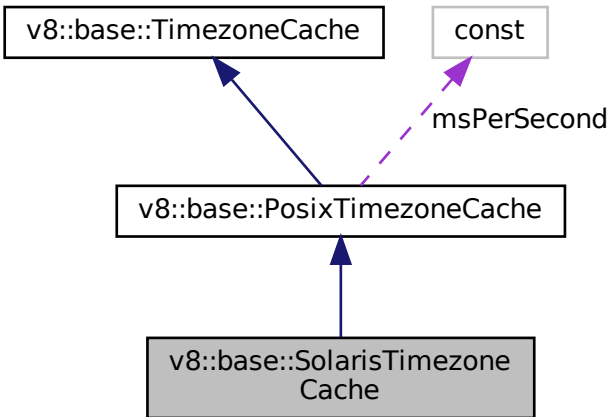 v8::base::TimezoneCache
const
msPerSecond
v8::base::PosixTimezoneCache
v8::base::SolarisTimezone
Cache